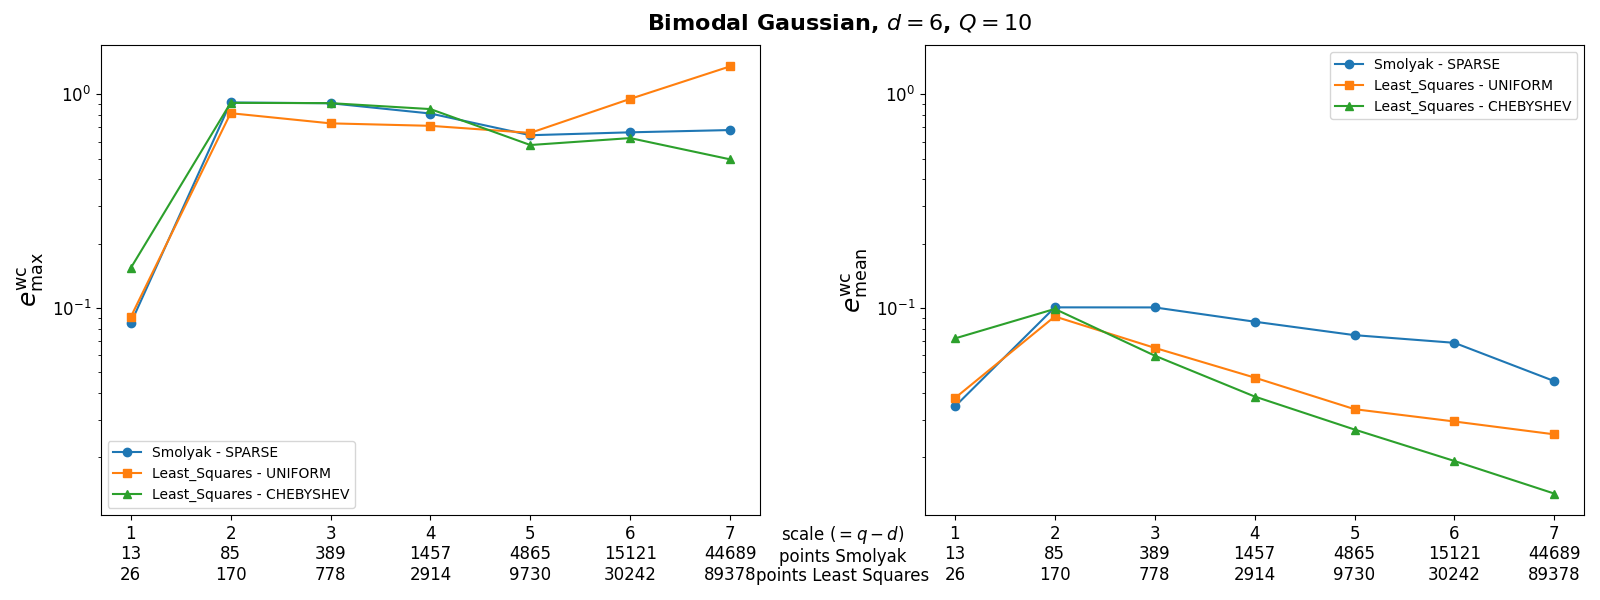 Bimodal Gaussian, d = 6, Q = 10
10⁰
10⁻¹
e^wc_max
Smolyak - SPARSE
Least_Squares - UNIFORM
Least_Squares - CHEBYSHEV
1 2 3 4 5 6 7
13 85 389 1457 4865 15121 44689
26 170 778 2914 9730 30242 89378
scale (= q − d)
points Smolyak
points Least Squares
10⁰
10⁻¹
e^wc_mean
Smolyak - SPARSE
Least_Squares - UNIFORM
Least_Squares - CHEBYSHEV
1 2 3 4 5 6 7
13 85 389 1457 4865 15121 44689
26 170 778 2914 9730 30242 89378